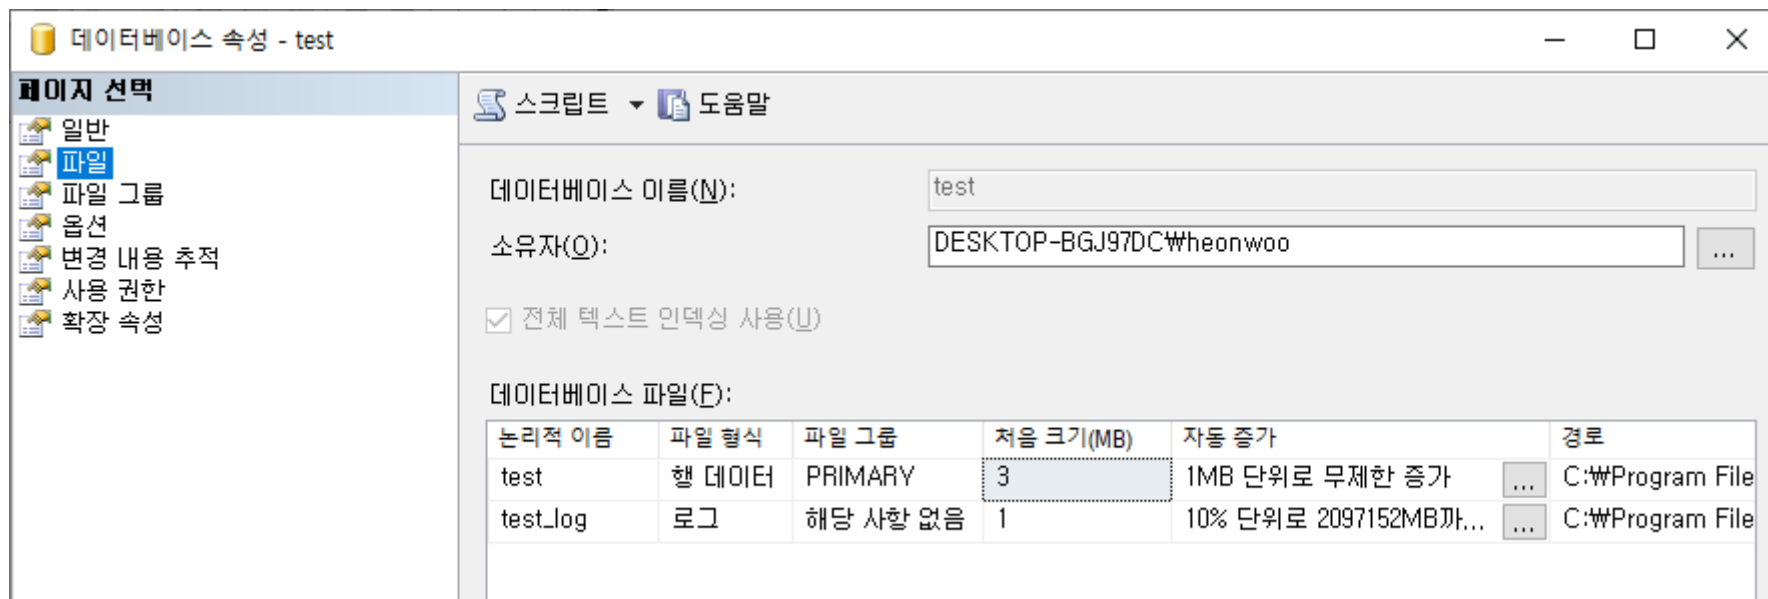 데이터베이스 속성 - test
페이지 선택
일반
파일
파일 그룹
옵션
변경 내용 추적
사용 권한
확장 속성
스크립트 도움말
데이터베이스 이름(N): test
소유자(O): DESKTOP-BGJ97DC₩heonwoo ...
전체 텍스트 인덱싱 사용(U)
데이터베이스 파일(F):
논리적 이름 파일 형식 파일 그룹 처음 크기(MB) 자동 증가 경로
test 행 데이터 PRIMARY 3 1MB 단위로 무제한 증가 ... C:₩Program File
test_log 로그 해당 사항 없음 1 10% 단위로 2097152MB까... ... C:₩Program File